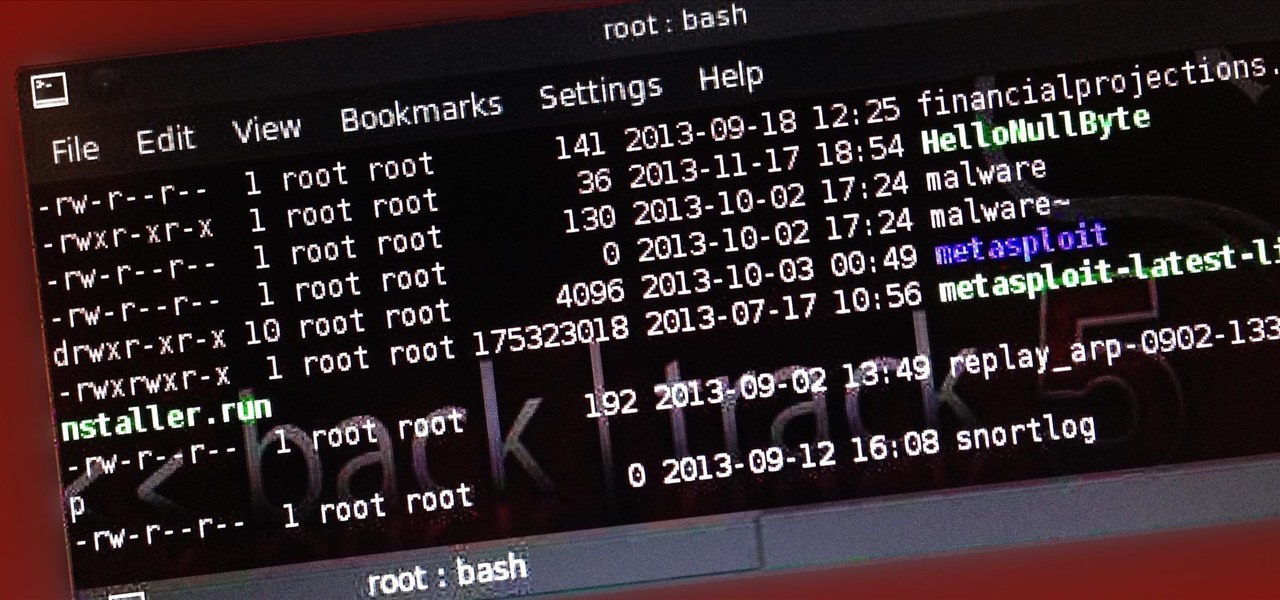 root : bash
File Edit View Bookmarks Settings Help
-rw-r--r-- 1 root root 141 2013-09-18 12:25 financialprojections.
-rwxr-xr-x 1 root root 36 2013-11-17 18:54 HelloNullByte
-rw-r--r-- 1 root root 130 2013-10-02 17:24 malware
-rw-r--r-- 1 root root 0 2013-10-02 17:24 malware~
drwxr-xr-x 10 root root 4096 2013-10-03 00:49 metasploit
-rwxrwxr-x 1 root root 175323018 2013-07-17 10:56 metasploit-latest-li
nstaller.run
-rw-r--r-- 1 root root 192 2013-09-02 13:49 replay_arp-0902-133
p
-rw-r--r-- 1 root root 0 2013-09-12 16:08 snortlog
<< back | track 5
root : bash